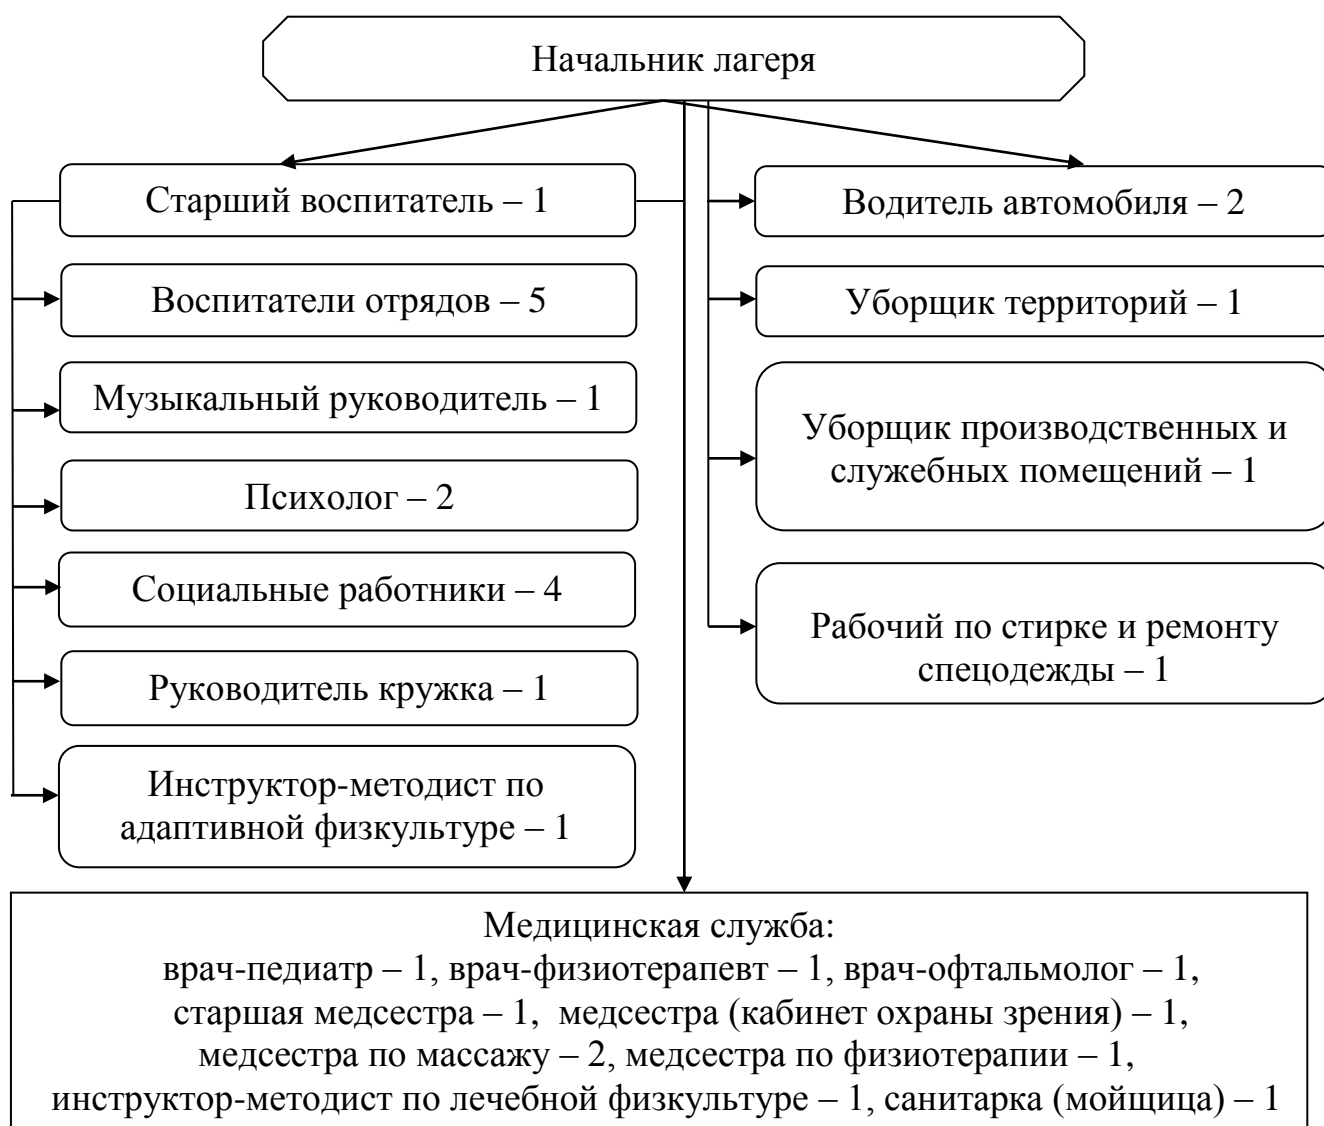 Начальник лагеря
Старший воспитатель – 1
Воспитатели отрядов – 5
Музыкальный руководитель – 1
Психолог – 2
Социальные работники – 4
Руководитель кружка – 1
Инструктор-методист по
адаптивной физкультуре – 1
Водитель автомобиля – 2
Уборщик территорий – 1
Уборщик производственных и
служебных помещений – 1
Рабочий по стирке и ремонту
спецодежды – 1
Медицинская служба:
врач-педиатр – 1, врач-физиотерапевт – 1, врач-офтальмолог – 1,
старшая медсестра – 1, медсестра (кабинет охраны зрения) – 1,
медсестра по массажу – 2, медсестра по физиотерапии – 1,
инструктор-методист по лечебной физкультуре – 1, санитарка (мойщица) – 1